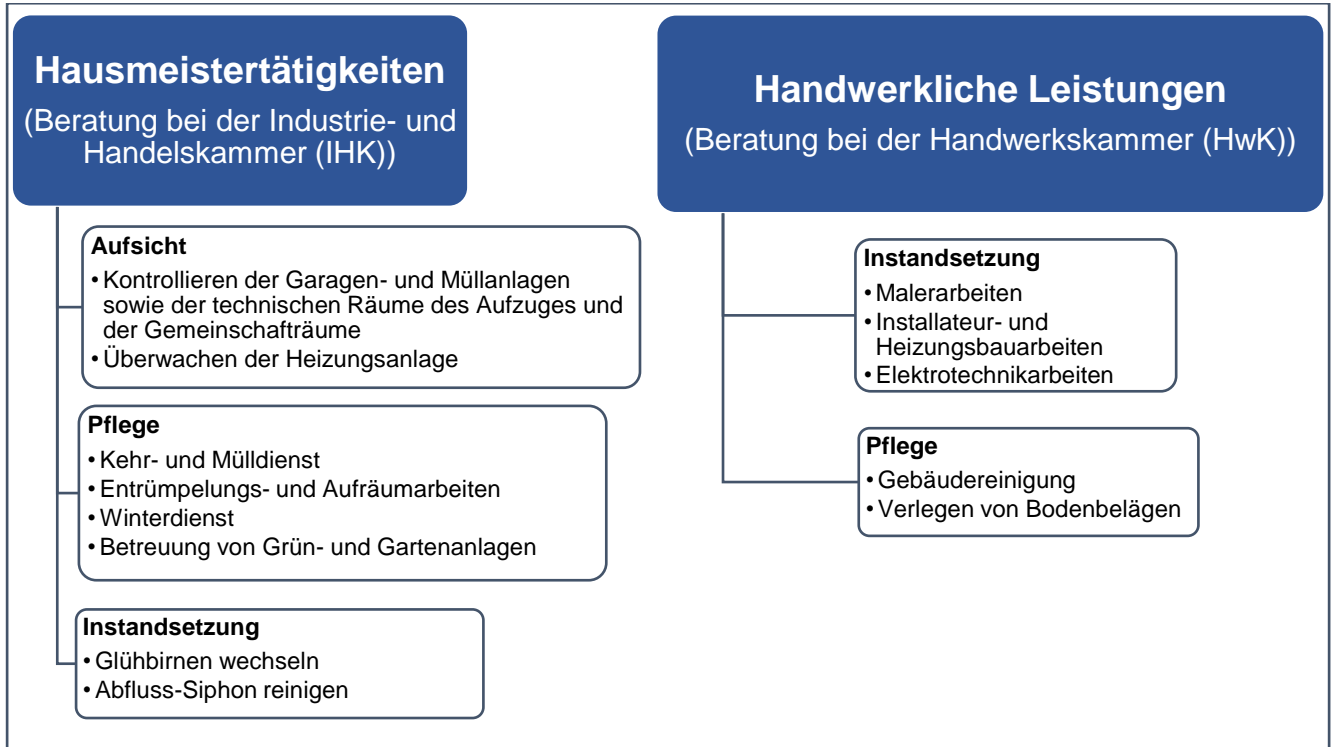 Hausmeistertätigkeiten
(Beratung bei der Industrie- und
Handelskammer (IHK))
Aufsicht
• Kontrollieren der Garagen- und Müllanlagen
sowie der technischen Räume des Aufzuges und
der Gemeinschafträume
• Überwachen der Heizungsanlage
Pflege
• Kehr- und Mülldienst
• Entrümpelungs- und Aufräumarbeiten
• Winterdienst
• Betreuung von Grün- und Gartenanlagen
Instandsetzung
• Glühbirnen wechseln
• Abfluss-Siphon reinigen
Handwerkliche Leistungen
(Beratung bei der Handwerkskammer (HwK))
Instandsetzung
• Malerarbeiten
• Installateur- und
Heizungsbauarbeiten
• Elektrotechnikarbeiten
Pflege
• Gebäudereinigung
• Verlegen von Bodenbelägen